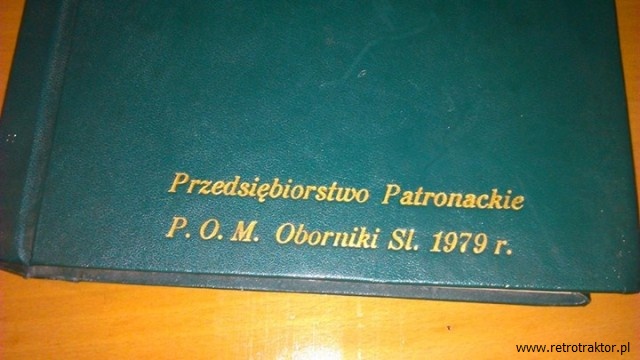 Przedsiębiorstwo Patronackie
P. O. M. Oborniki Sl. 1979 r.
www.retrotraktor.pl